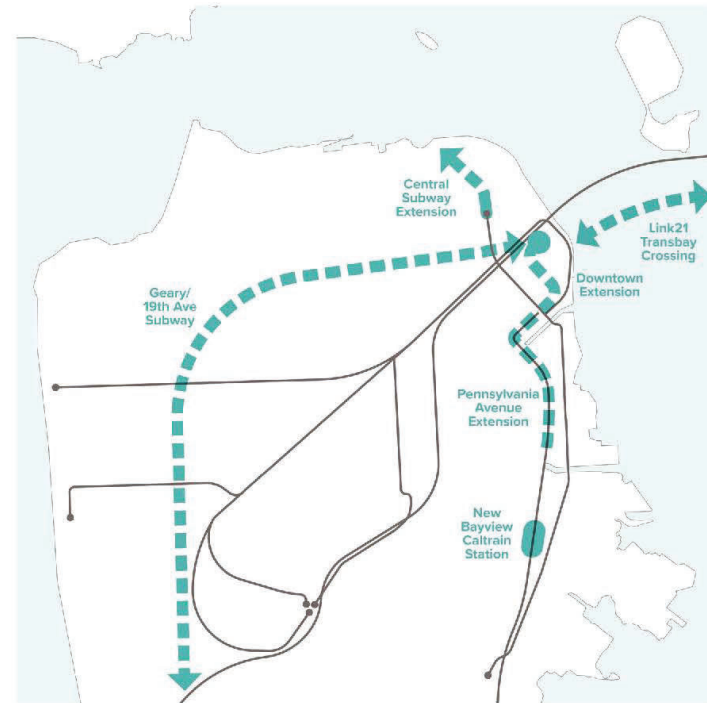 Central
Subway
Extension
Link21
Transbay
Crossing
Geary/
19th Ave
Subway
Downtown
Extension
Pennsylvania
Avenue
Extension
New
Bayview
Caltrain
Station